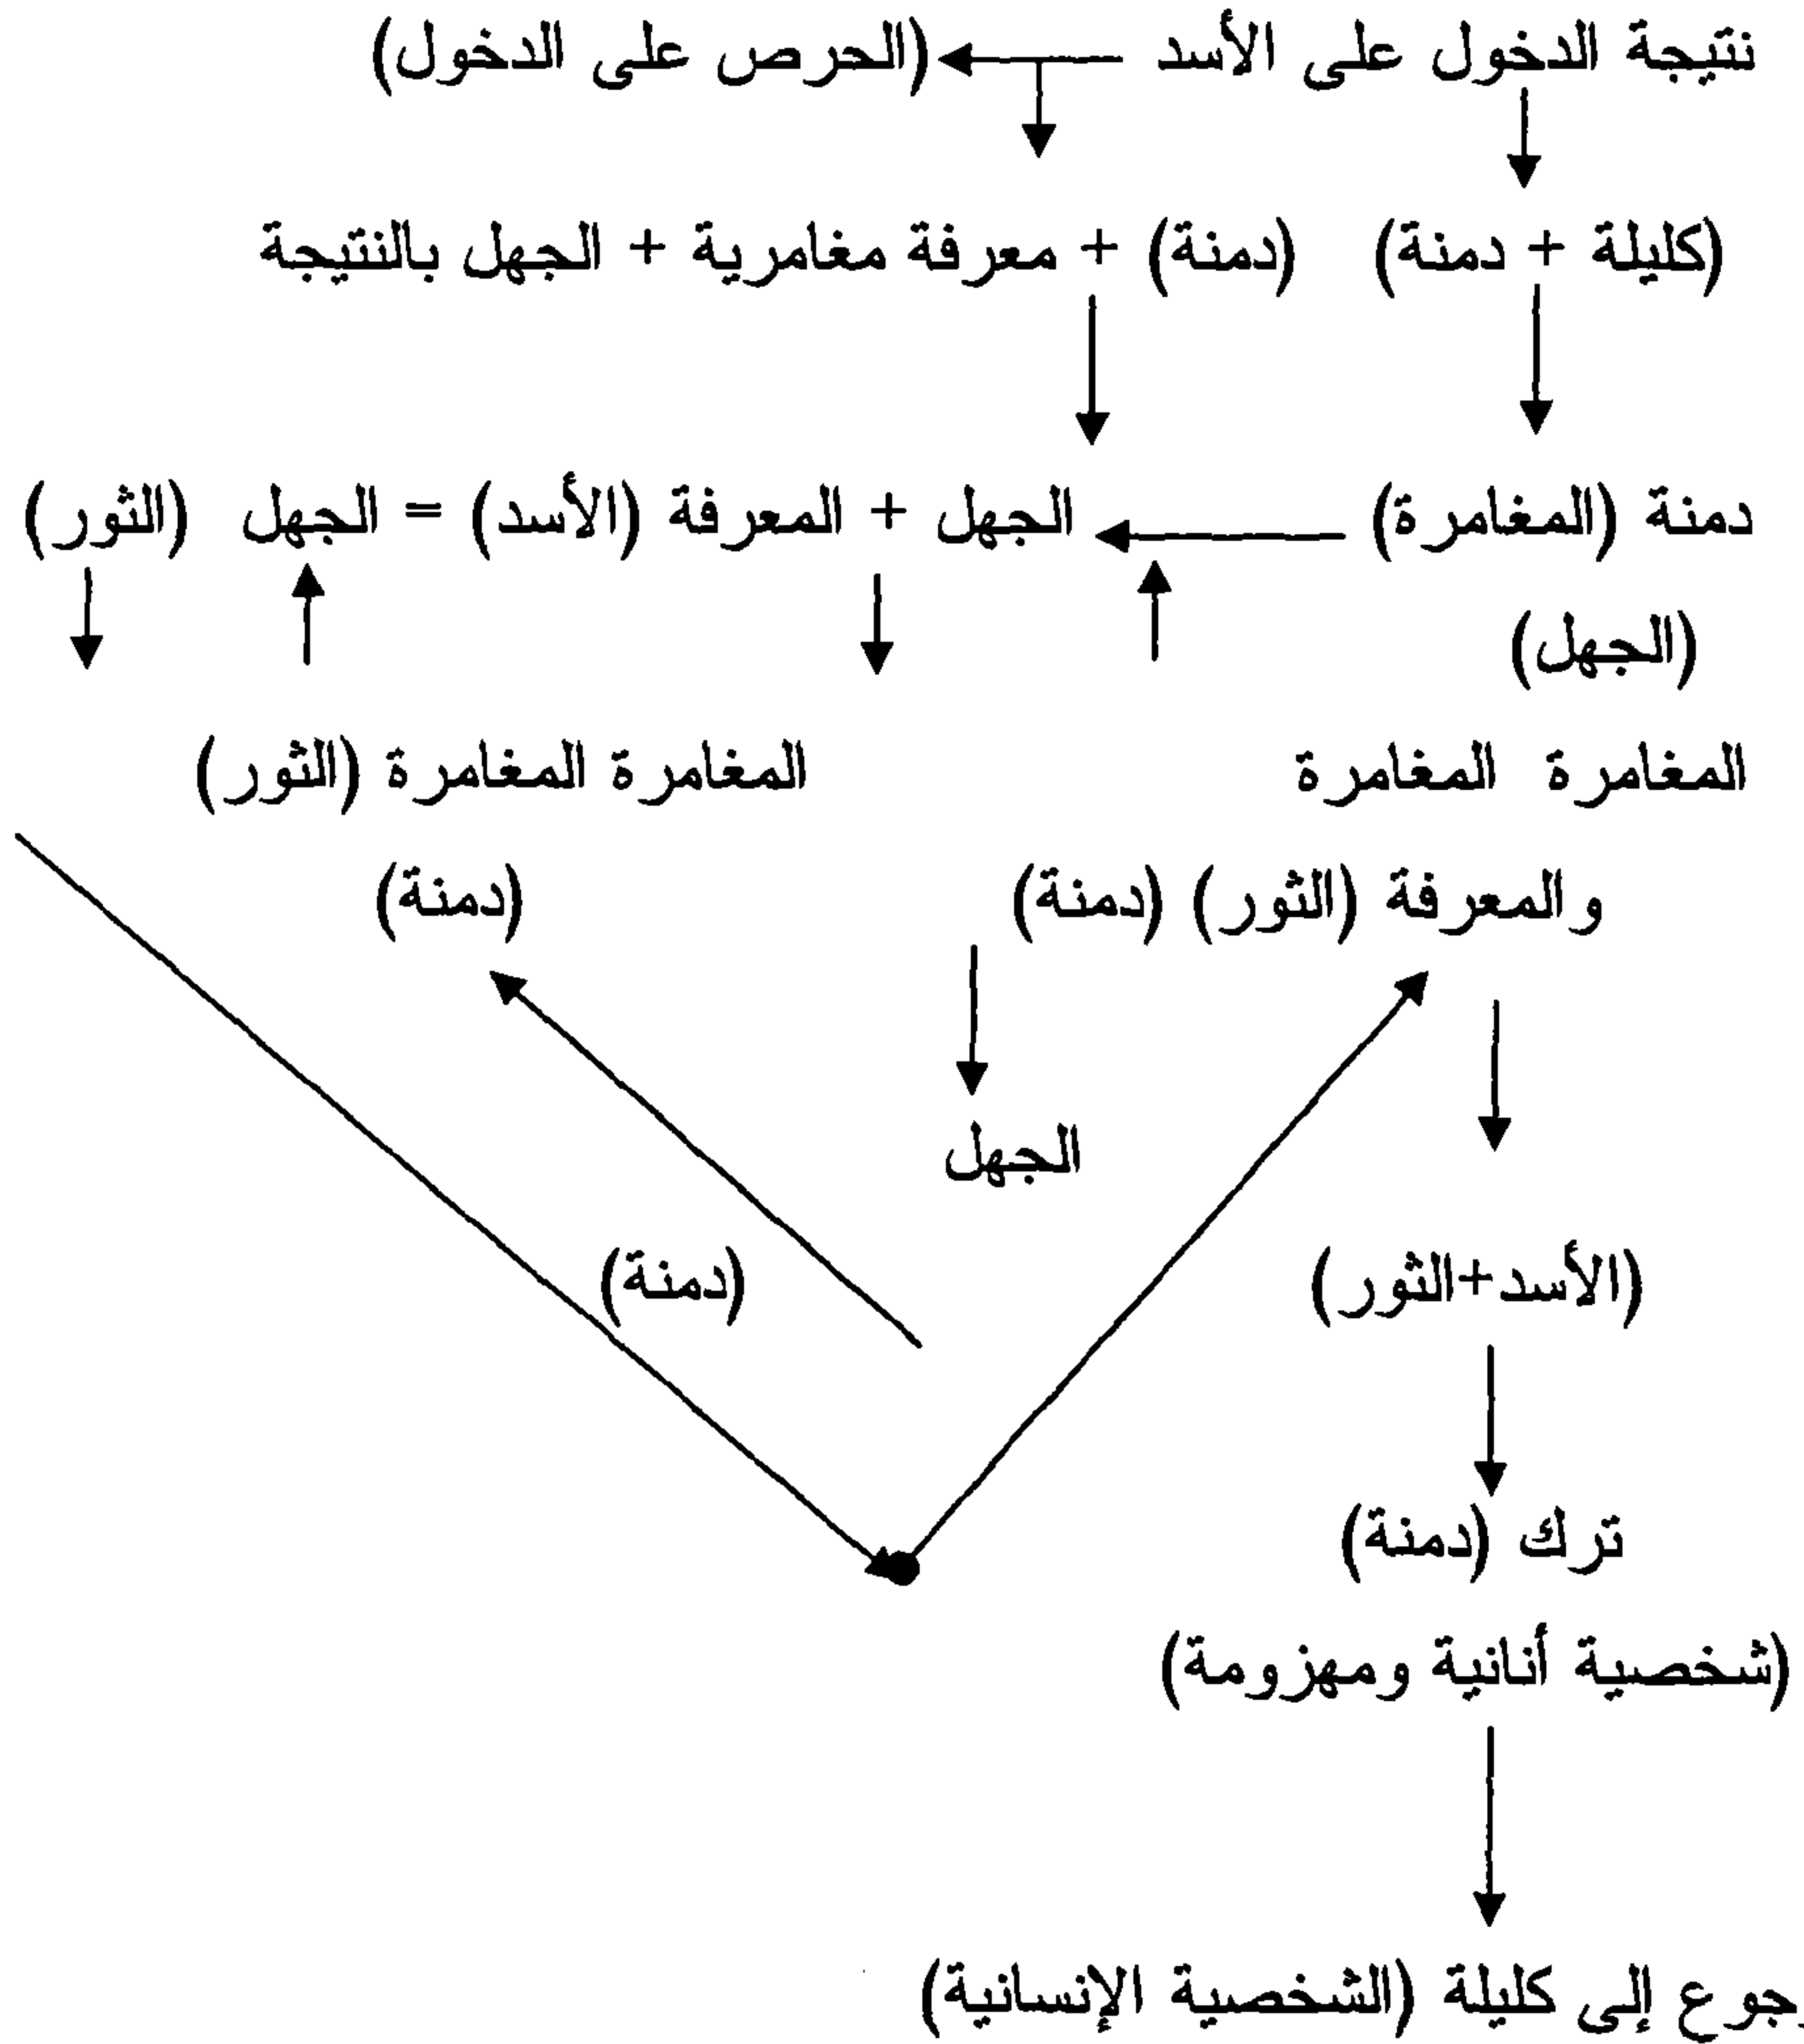 نتيجة الدخول على الأسد (الحرص على الدخول)
(كليلة + دمنة) (دمنة) + معرفة مغامرية + الجهل بالنتيجة
دمنة (المغامرة) الجهل + المعرفة (الأسد) = الجهل (الثور)
(الجهل)
المغامرة المغامرة المغامرة المغامرة (الثور)
والمعرفة (الثور) (دمنة) (دمنة)
الجهل
(الأسد+الثور) (دمنة)
ترك (دمنة)
(شخصية أنانية ومهزومة)
جوع إلى كليلة (الشخصية الإنسانية)